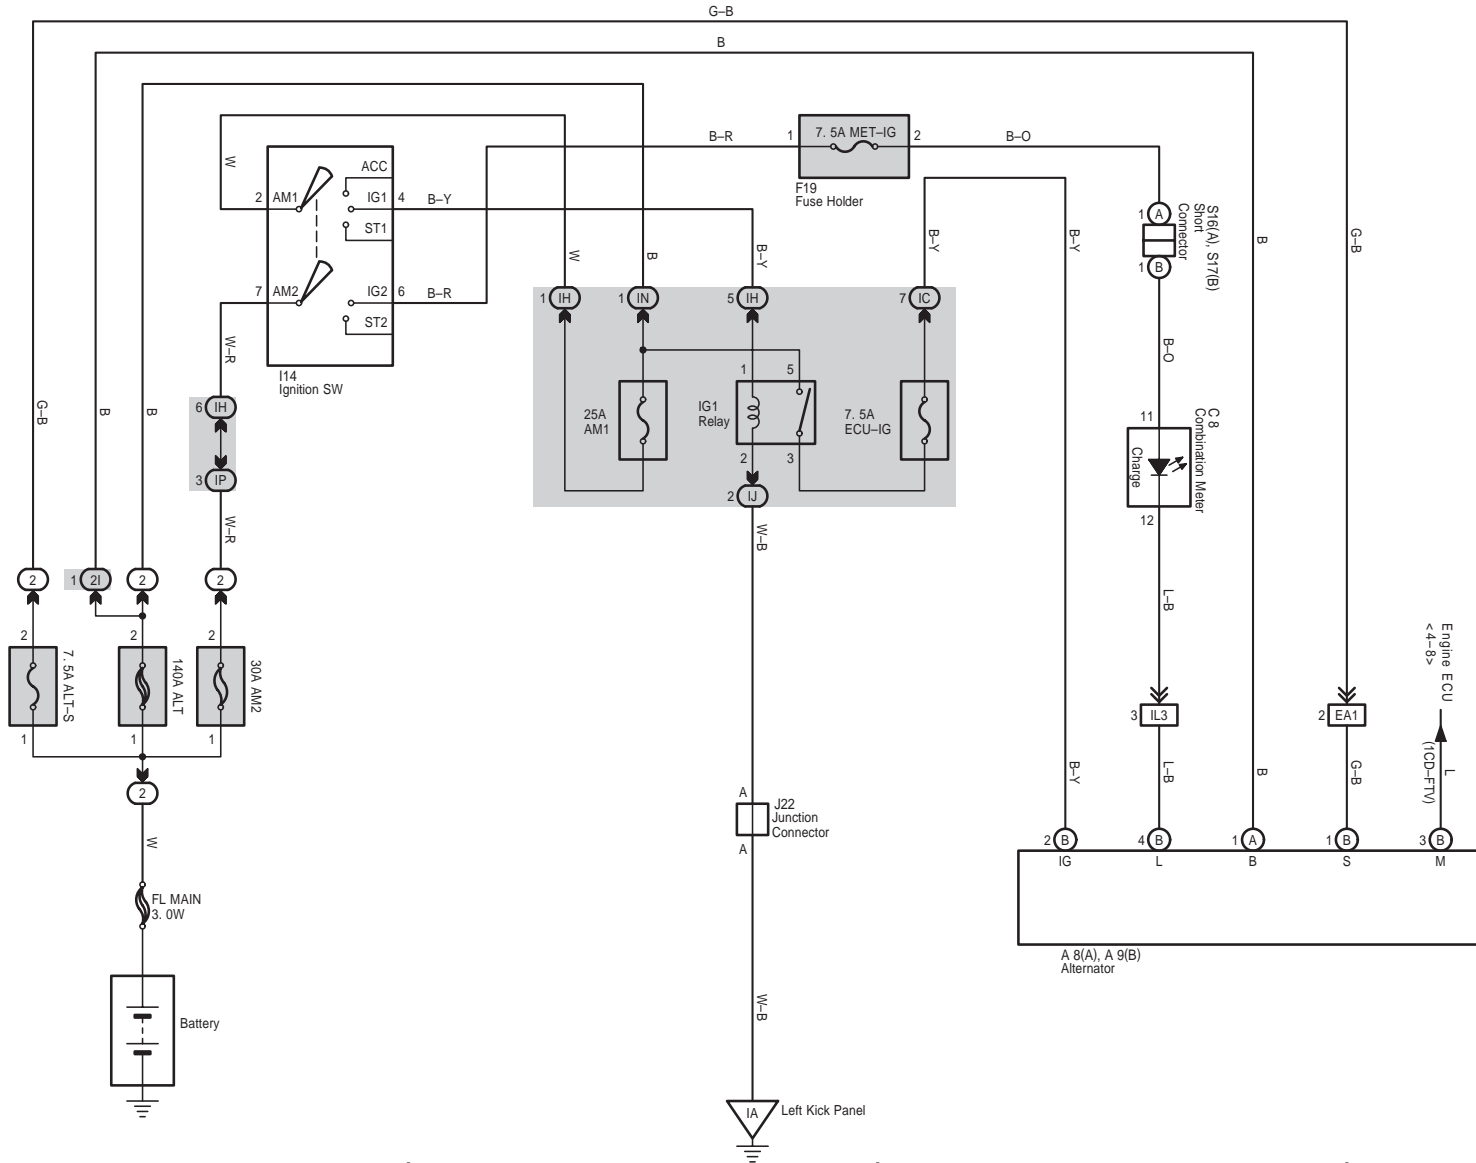 G–B
B
B–R
1
7. 5A MET–IG
2
B–O
F19
Fuse Holder
W
ACC
2
AM1
IG1
4
B–Y
ST1
7
AM2
IG2
6
B–R
ST2
I14
Ignition SW
W
B
B–Y
B–Y
B–Y
1
A
1
B
S16(A), S17(B)
Short
Connector
B
G–B
1
IH
1
IN
5
IH
7
IC
W–R
B–O
G–B
B
B
6
IH
3
IP
W–R
25A
AM1
1
5
IG1
Relay
2
3
7. 5A
ECU–IG
2
IJ
W–B
11
Charge
12
C 8
Combination Meter
2
1
2I
2
2
L–B
2
2
2
7. 5A ALT–S
140A ALT
30A AM2
1
1
1
Engine ECU
< 4–8>
3
IL3
2
EA1
2
B–Y
L–B
B
G–B
(1CD–FTV)
L
A
J22
Junction
Connector
A
W
2
B
4
B
1
A
1
B
3
B
IG
L
B
S
M
FL MAIN
3. 0W
A 8(A), A 9(B)
Alternator
Battery
W–B
IA
Left Kick Panel